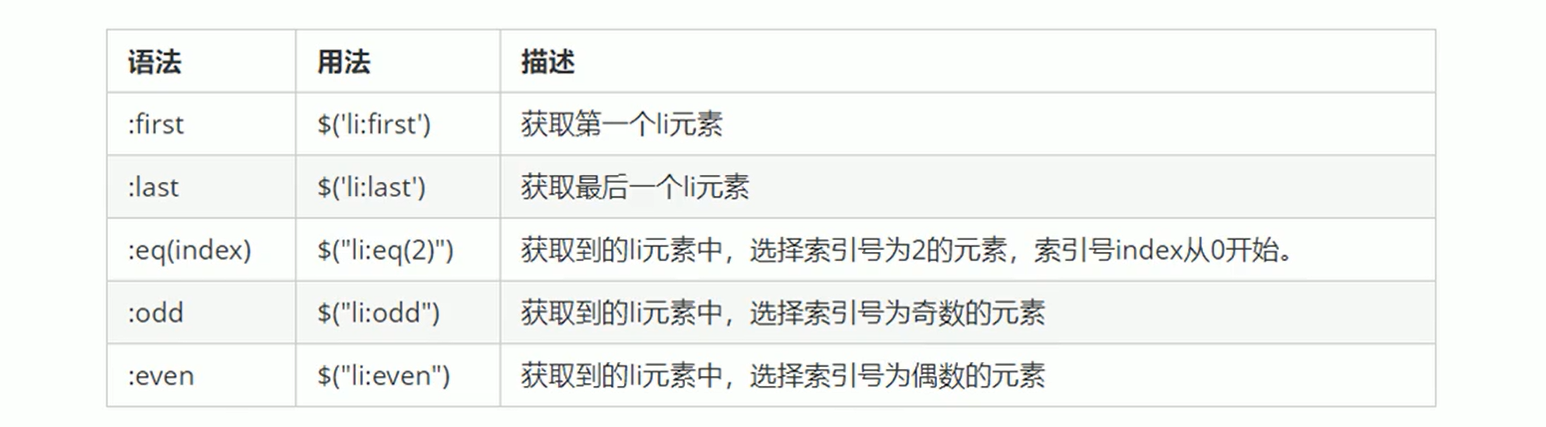 语法 用法 描述
:first $('li:first') 获取第一个li元素
:last $('li:last') 获取最后一个li元素
:eq(index) $("li:eq(2)") 获取到的li元素中，选择索引号为2的元素，索引号index从0开始。
:odd $("li:odd") 获取到的li元素中，选择索引号为奇数的元素
:even $("li:even") 获取到的li元素中，选择索引号为偶数的元素